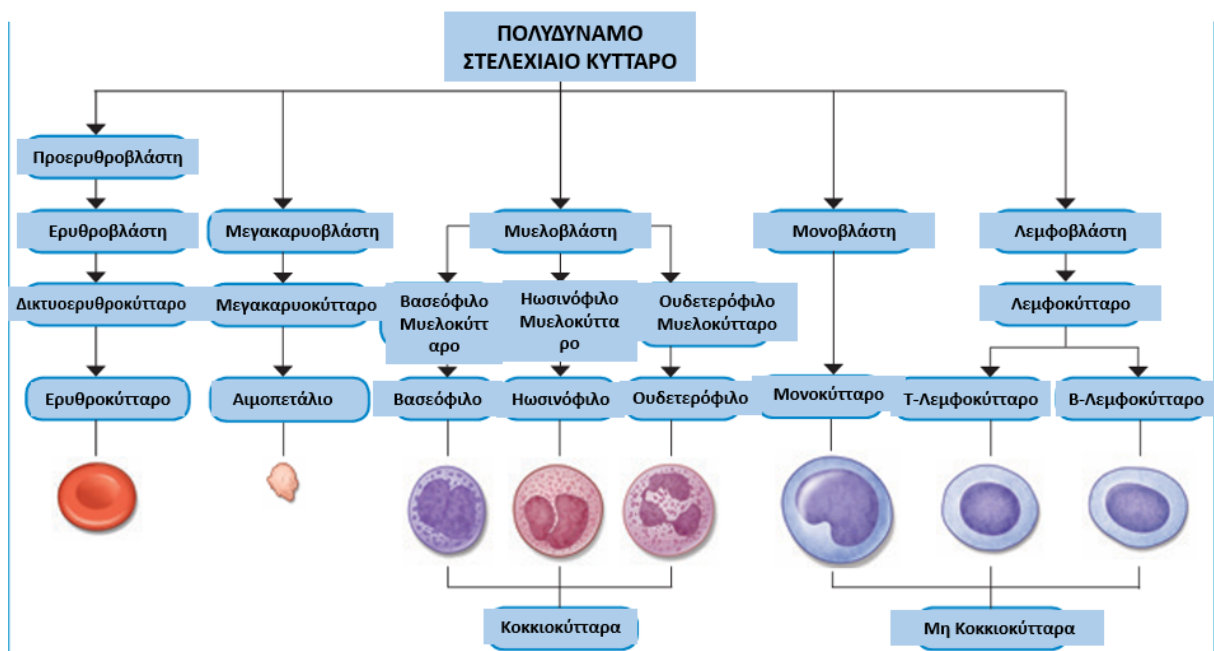 ΠΟΛΥΔΥΝΑΜΟ
ΣΤΕΛΕΧΙΑΙΟ ΚΥΤΤΑΡΟ
Προερυθροβλάστη
Ερυθροβλάστη
Μεγακαρυοβλάστη
Μυελοβλάστη
Μονοβλάστη
Λεμφοβλάστη
Δικτυοερυθροκύτταρο
Μεγακαρυοκύτταρο
Βασεόφιλο
Μυελοκύττ
αρο
Ηωσινόφιλο
Μυελοκύττα
ρο
Ουδετερόφιλο
Μυελοκύτταρο
Λεμφοκύτταρο
Ερυθροκύτταρο
Αιμοπετάλιο
Βασεόφιλο
Ηωσινόφιλο
Ουδετερόφιλο
Μονοκύτταρο
Τ-Λεμφοκύτταρο
Β-Λεμφοκύτταρο
Κοκκιοκύτταρα
Μη Κοκκιοκύτταρα